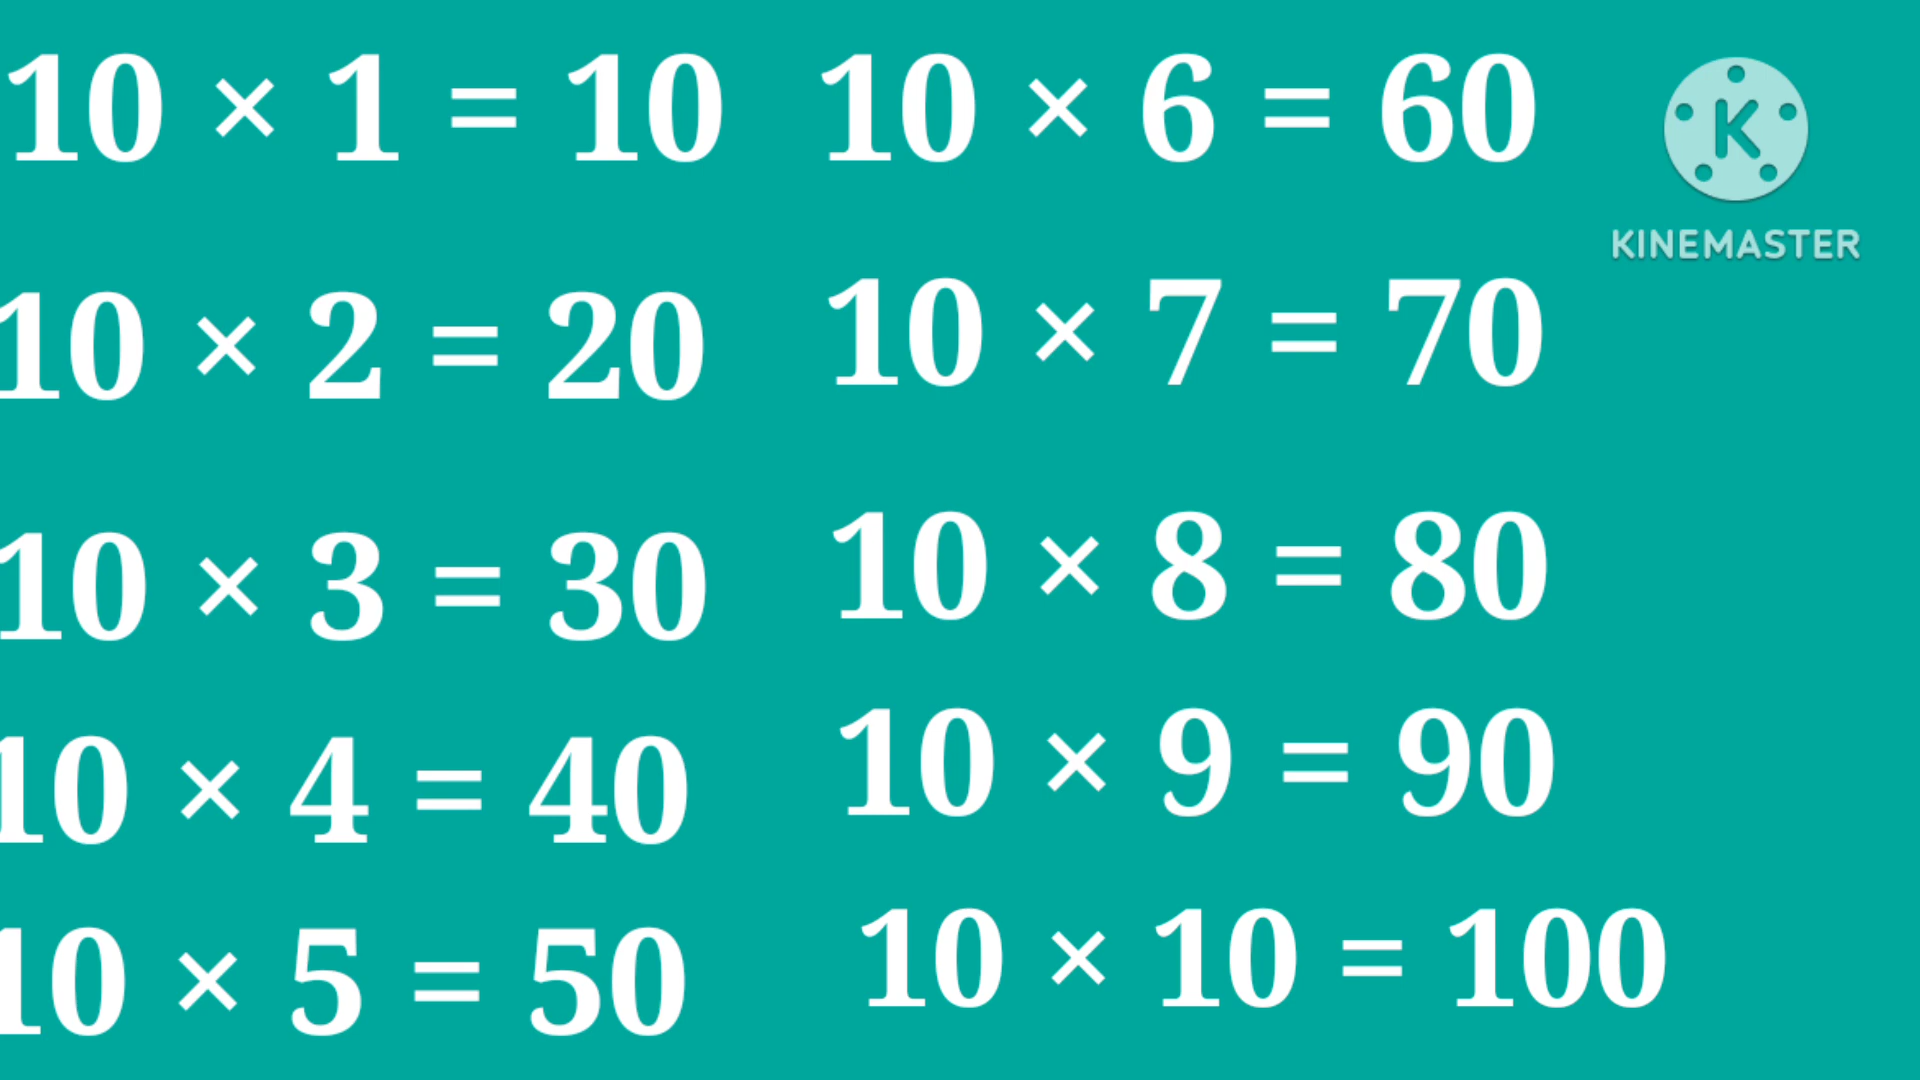 10 × 1 = 10
10 × 2 = 20
10 × 3 = 30
10 × 4 = 40
10 × 5 = 50
10 × 6 = 60
10 × 7 = 70
10 × 8 = 80
10 × 9 = 90
10 × 10 = 100
K
KINEMASTER